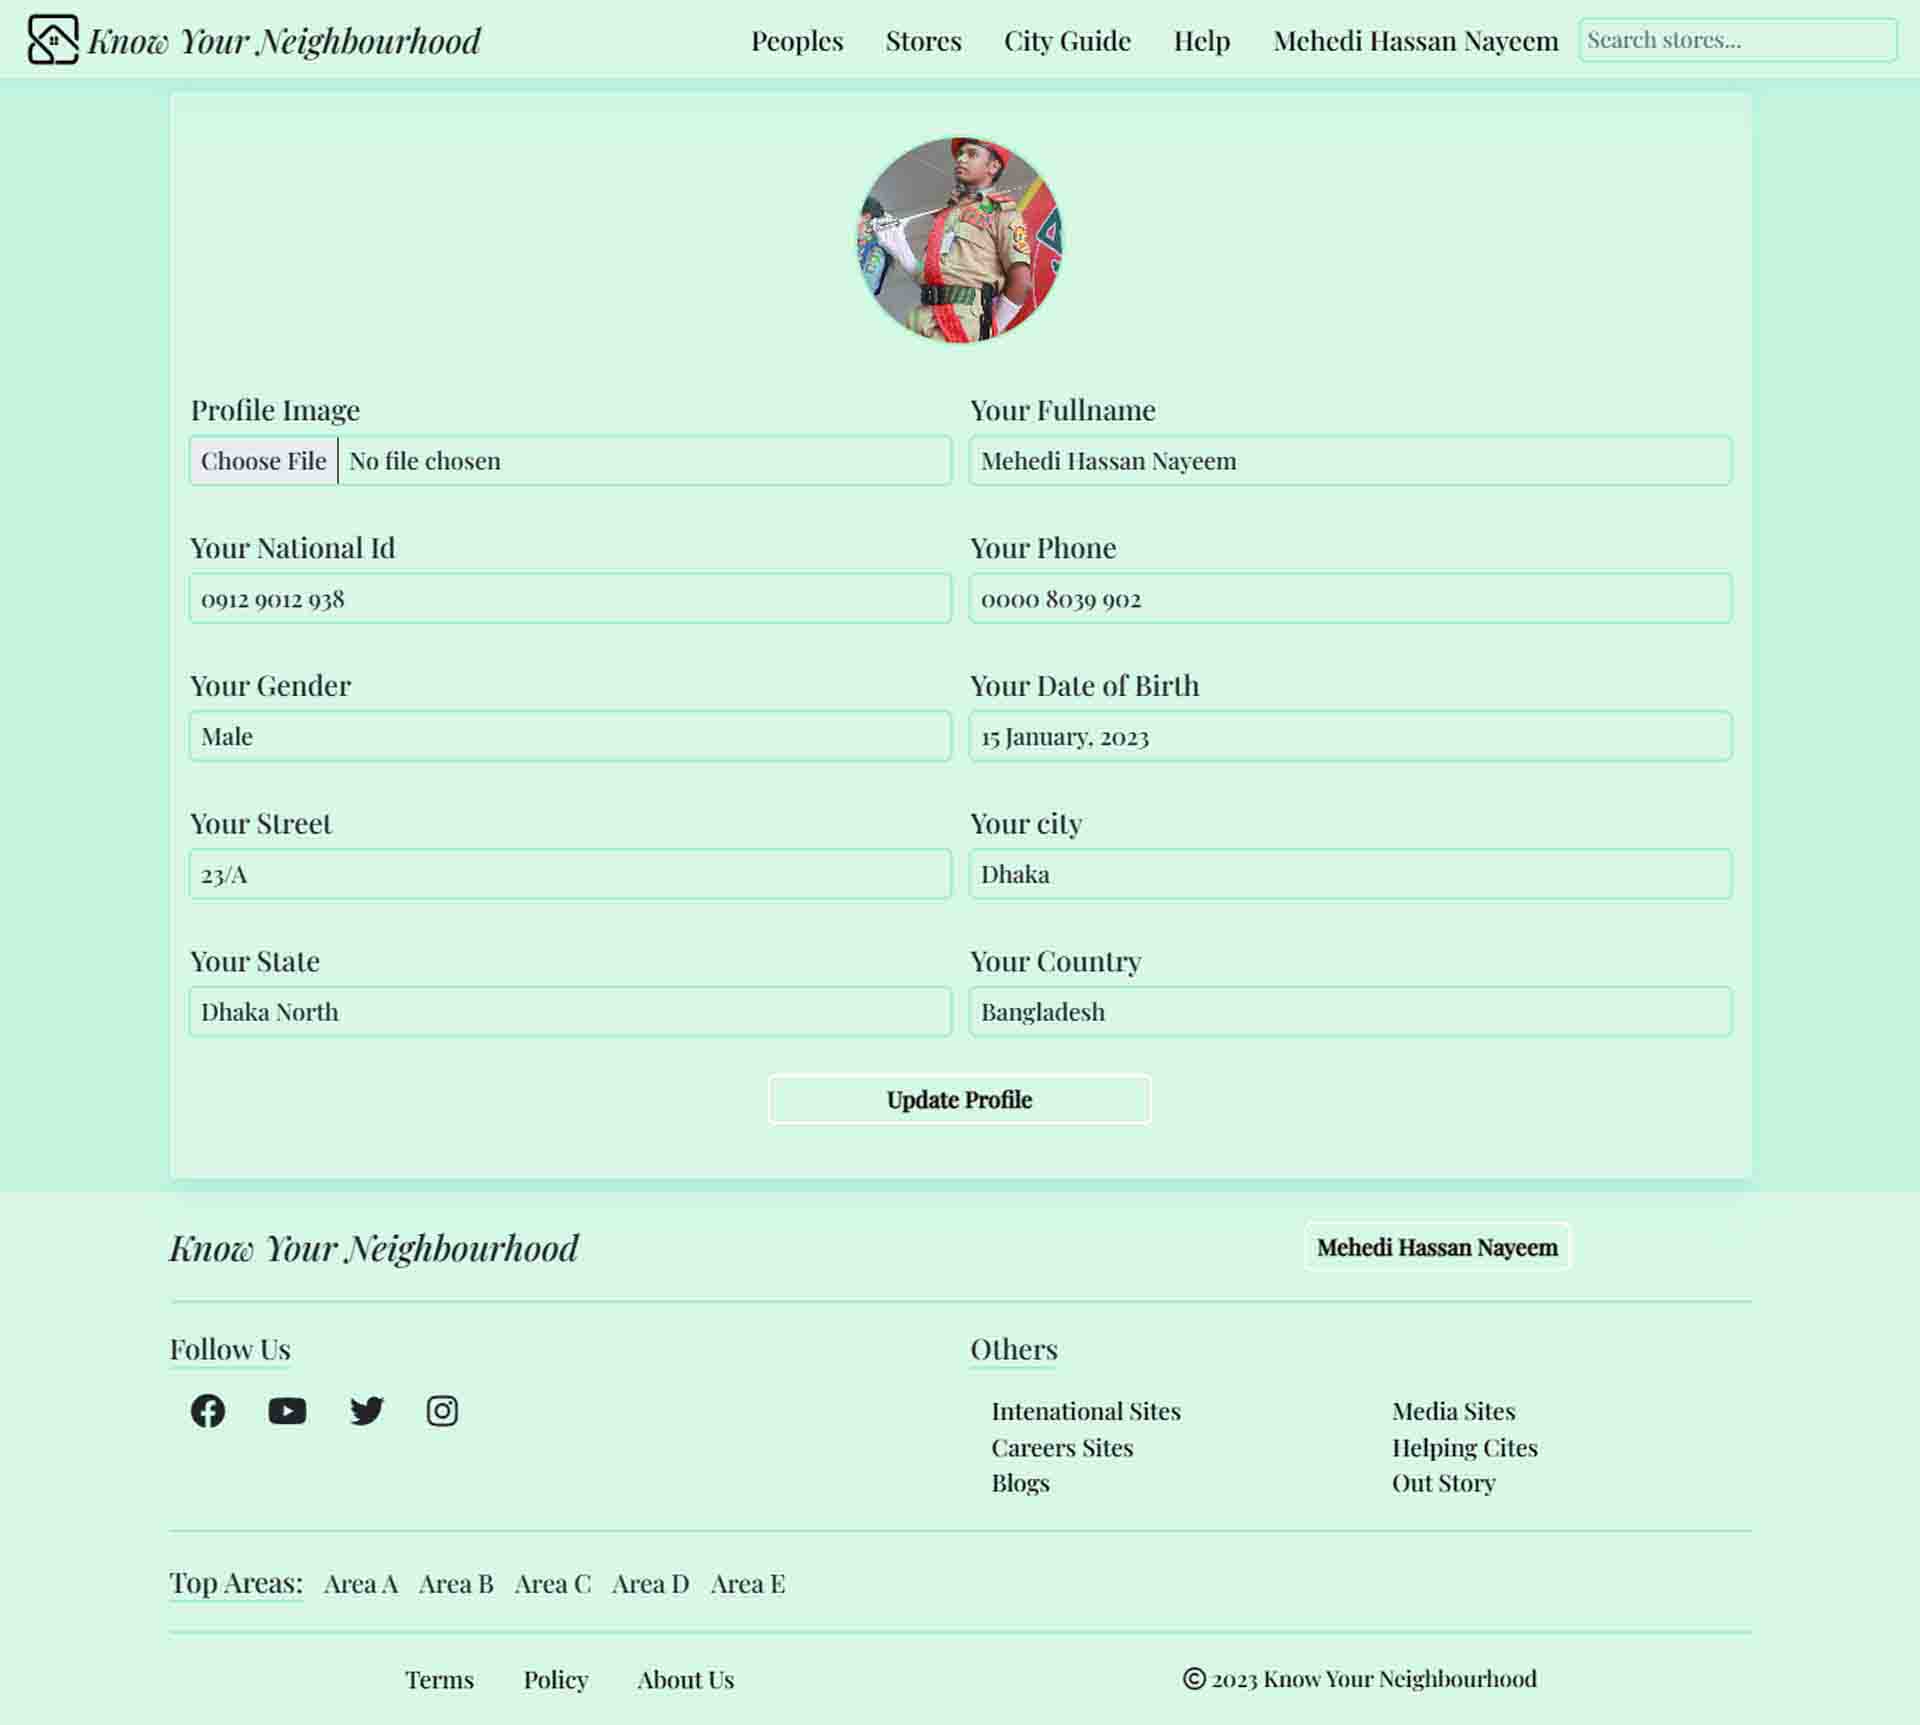 Know Your Neighbourhood Peoples Stores City Guide Help Mehedi Hassan Nayeem Search stores...
Profile Image Your Fullname
Choose File No file chosen Mehedi Hassan Nayeem
Your National Id Your Phone
0912 9012 938 0000 8039 902
Your Gender Your Date of Birth
Male 15 January, 2023
Your Street Your city
23/A Dhaka
Your State Your Country
Dhaka North Bangladesh
Update Profile
Know Your Neighbourhood Mehedi Hassan Nayeem
Follow Us Others
Intenational Sites Media Sites
Careers Sites Helping Cites
Blogs Out Story
Top Areas: Area A Area B Area C Area D Area E
Terms Policy About Us © 2023 Know Your Neighbourhood